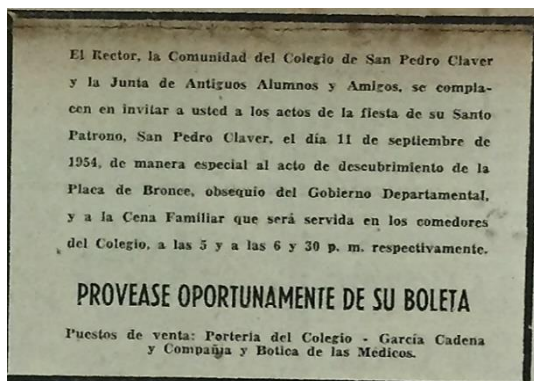 El Rector, la Comunidad del Colegio de San Pedro Claver
y la Junta de Antiguos Alumnos y Amigos, se compla-
cen en invitar a usted a los actos de la fiesta de su Santo
Patrono, San Pedro Claver, el día 11 de septiembre de
1954, de manera especial al acto de descubrimiento de la
Placa de Bronce, obsequio del Gobierno Departamental,
y a la Cena Familiar que será servida en los comedores
del Colegio, a las 5 y a las 6 y 30 p. m. respectivamente.
PROVEASE OPORTUNAMENTE DE SU BOLETA
Puestos de venta: Portería del Colegio - García Cadena
y Compañía y Botica de las Médicos.